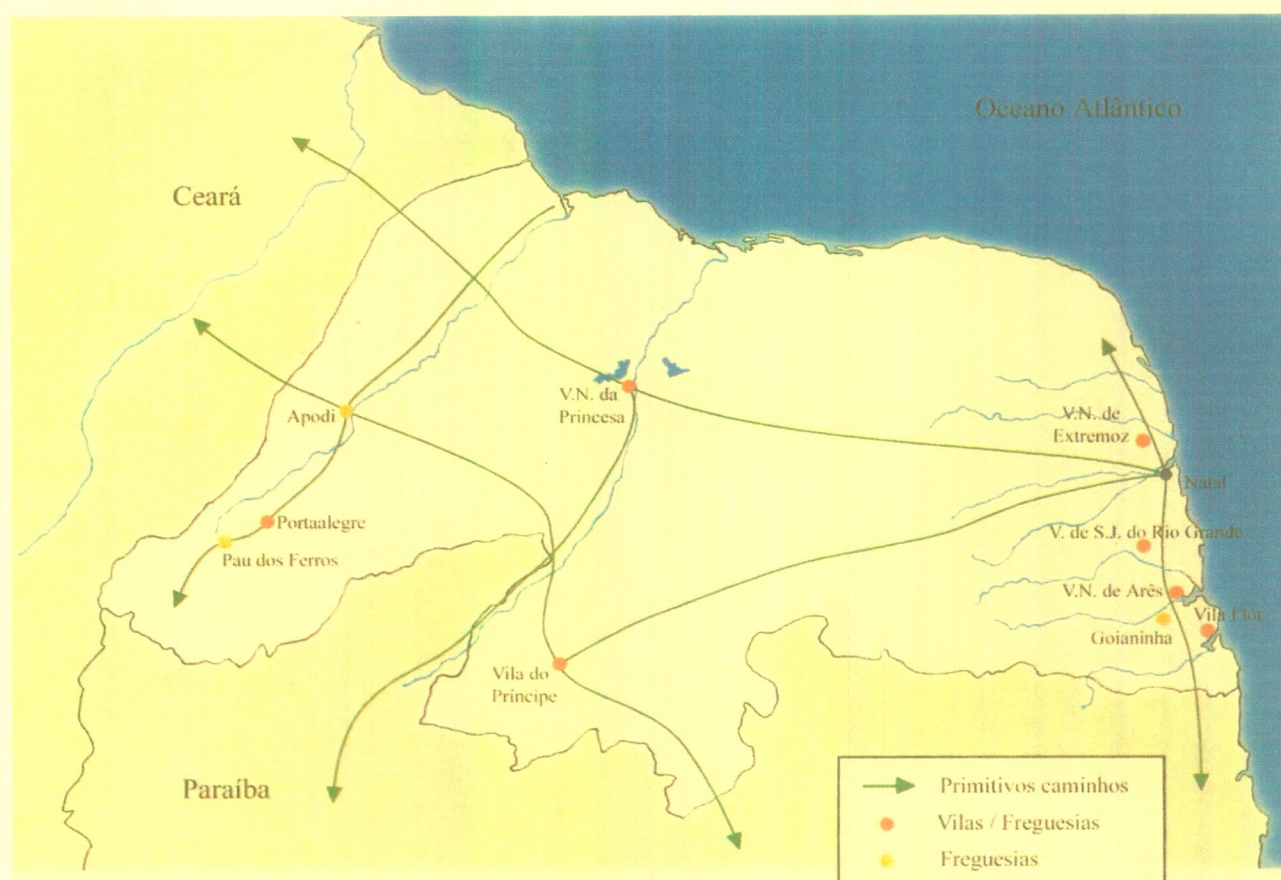 Oceano Atlântico
Ceará
V.N. da
Princesa
Apodi
V.N. de
Extremoz
Natal
Portaalegre
Pau dos Ferros
V. de S.J. do Rio Grande
V.N. de Arês
Vila Flor
Goianinha
Vila do
Príncipe
Paraíba
Primitivos caminhos
Vilas / Freguesias
Freguesias